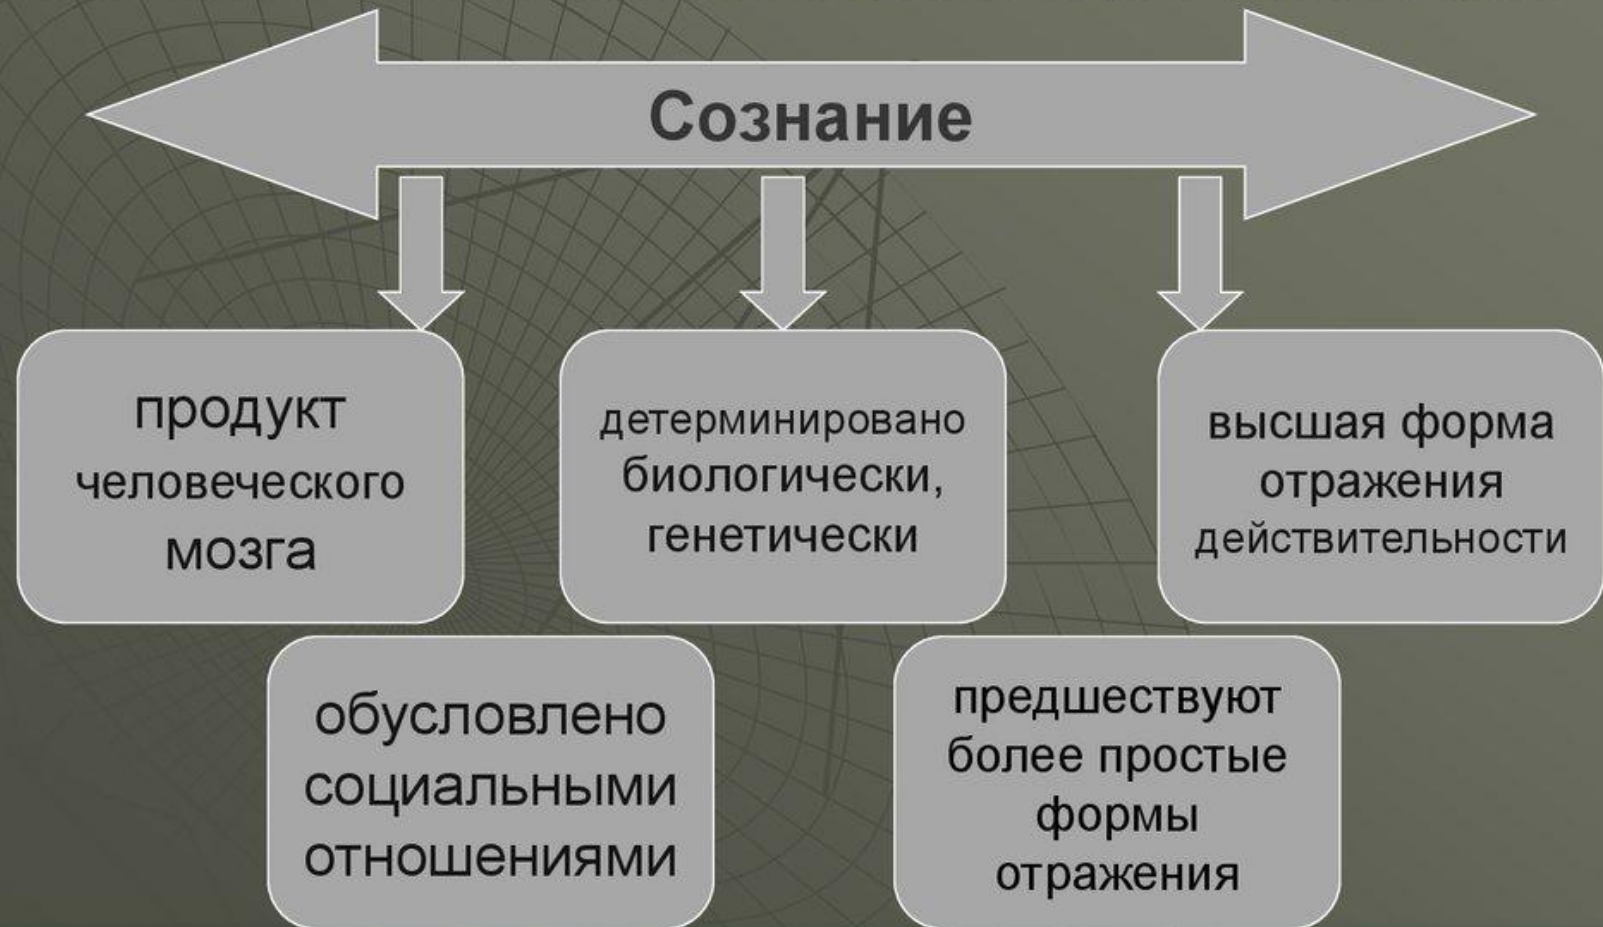 Сознание
продукт
человеческого
мозга
детерминировано
биологически,
генетически
высшая форма
отражения
действительности
обусловлено
социальными
отношениями
предшествуют
более простые
формы
отражения